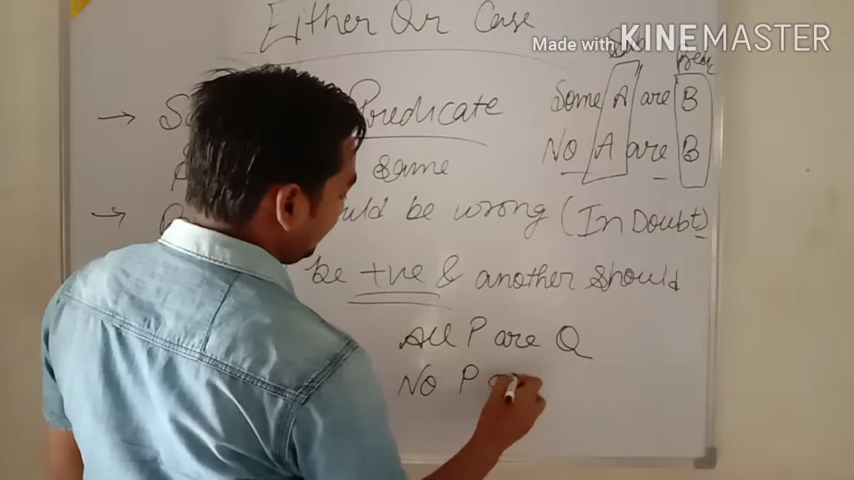 Either Or Case
Made with KINEMASTER
Sub
→ Predicate
Some A are B
same
No A are B
→ be wrong (In Doubt)
be +ve & another should
All P are Q
No P